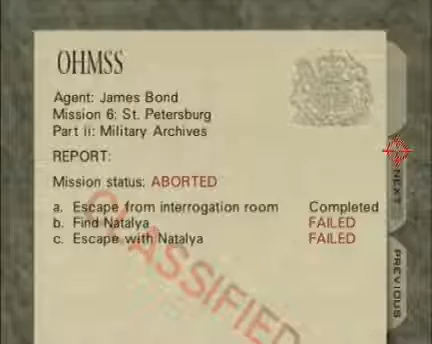 OHMSS
Agent: James Bond
Mission 6: St. Petersburg
Part ii: Military Archives
REPORT:
Mission status: ABORTED
a. Escape from interrogation room Completed
b. Find Natalya FAILED
c. Escape with Natalya FAILED
CLASSIFIED
NEXT
PREVIOUS